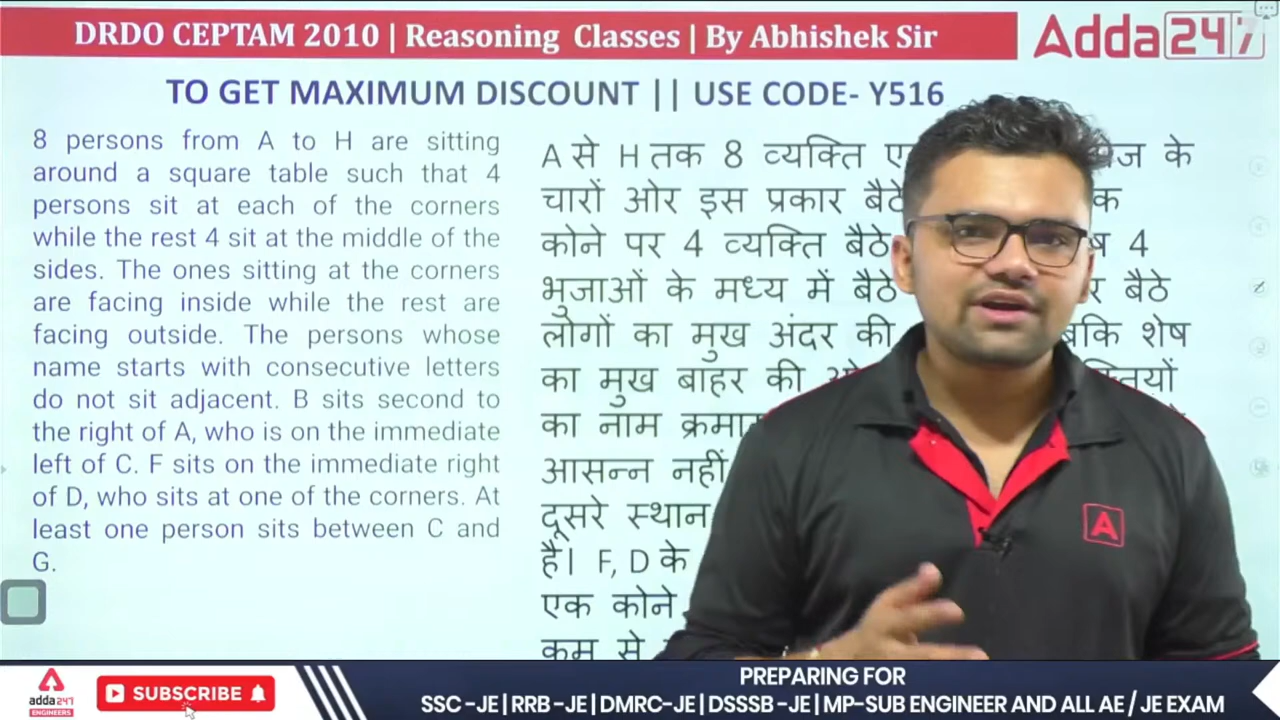 DRDO CEPTAM 2010 | Reasoning Classes | By Abhishek Sir
Adda247
TO GET MAXIMUM DISCOUNT || USE CODE- Y516
8 persons from A to H are sitting
around a square table such that 4
persons sit at each of the corners
while the rest 4 sit at the middle of the
sides. The ones sitting at the corners
are facing inside while the rest are
facing outside. The persons whose
name starts with consecutive letters
do not sit adjacent. B sits second to
the right of A, who is on the immediate
left of C. F sits on the immediate right
of D, who sits at one of the corners. At
least one person sits between C and
G.
A से H तक 8 व्यक्ति के
चारों ओर इस प्रकार
कोने पर 4 व्यक्ति बैठे 4
भुजाओं के मध्य में बैठे बैठे
लोगों का मुख अंदर की शेष
का मुख बाहर की
का नाम
आसन्न नहीं
दूसरे स्थान
है। F, D के
एक कोने
कम से
A
adda247
ENGINEERS
SUBSCRIBE
PREPARING FOR
SSC -JE | RRB -JE | DMRC-JE | DSSSB -JE | MP-SUB ENGINEER AND ALL AE / JE EXAM